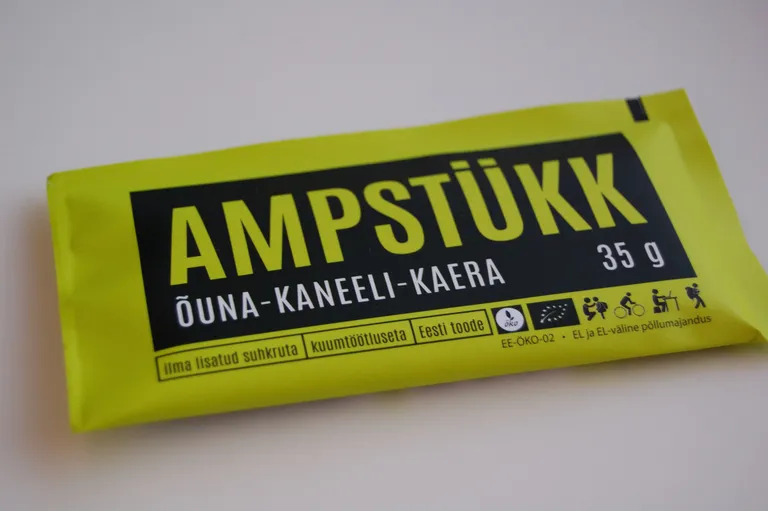 AMPSTÜKK
ÕUNA-KANEELI-KAERA
35 g
ilma lisatud suhkruta
kuumtöötluseta
Eesti toode
öko
EE-ÖKO-02 • EL ja EL-väline põllumajandus